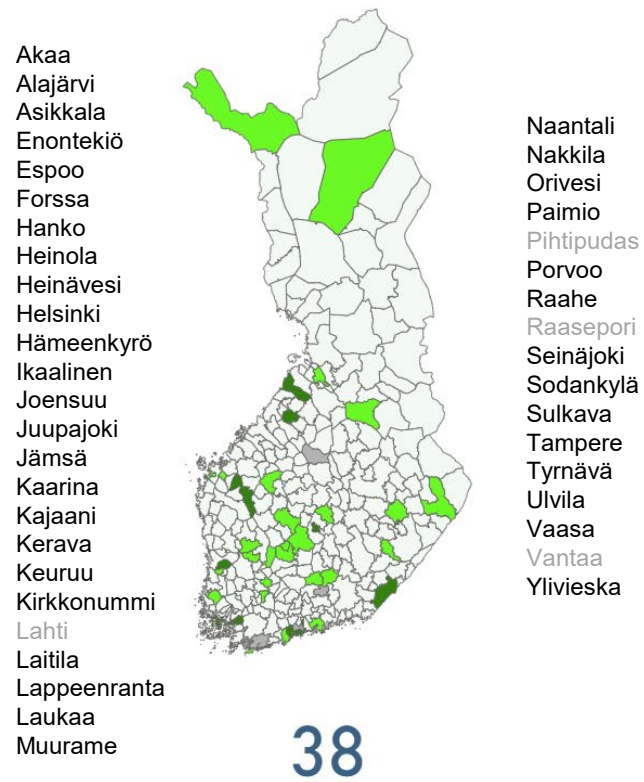 Akaa
Alajärvi
Asikkala
Enontekiö
Espoo
Forssa
Hanko
Heinola
Heinävesi
Helsinki
Hämeenkyrö
Ikaalinen
Joensuu
Juupajoki
Jämsä
Kaarina
Kajaani
Kerava
Keuruu
Kirkkonummi
Lahti
Laitila
Lappeenranta
Laukaa
Muurame
Naantali
Nakkila
Orivesi
Paimio
Pihtipudas
Porvoo
Raahe
Raasepori
Seinäjoki
Sodankylä
Sulkava
Tampere
Tyrnävä
Ulvila
Vaasa
Vantaa
Ylivieska
38